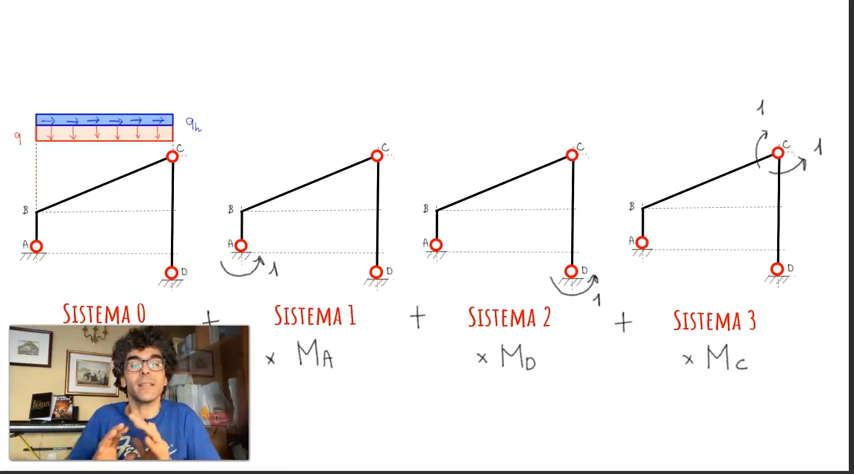 1
q
qh
C
C
C
C
1
B
B
B
B
A
A
A
A
D
D
D
D
1
1
SISTEMA 0 + SISTEMA 1 + SISTEMA 2 + SISTEMA 3
× MA × MD × MC